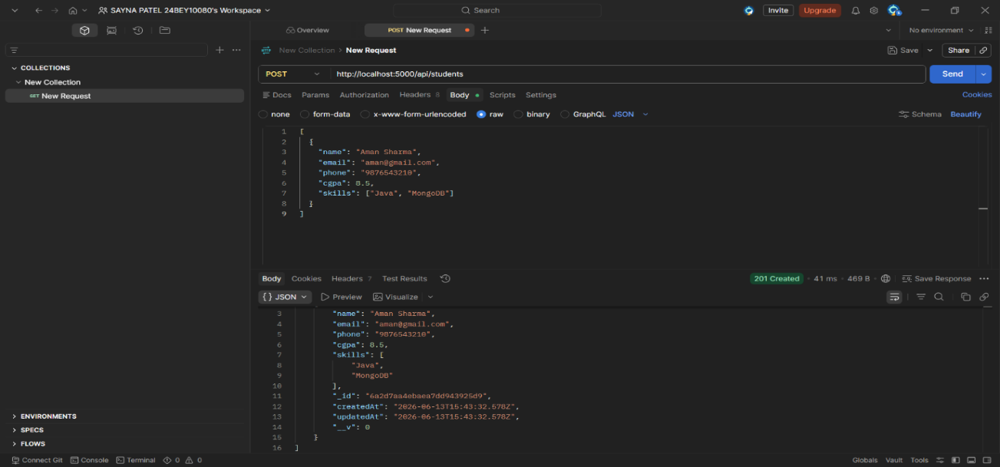 SAYNA PATEL 24BEY10080's Workspace
Search
Invite
Upgrade
Overview
POST New Request
No environment
New Collection > New Request
Save
Share
COLLECTIONS
New Collection
GET New Request
POST
http://localhost:5000/api/students
Send
Docs Params Authorization Headers 8 Body Scripts Settings
Cookies
none form-data x-www-form-urlencoded raw binary GraphQL JSON
Schema Beautify
1 [
2 {
3 "name": "Aman Sharma",
4 "email": "aman@gmail.com",
5 "phone": "9876543210",
6 "cgpa": 8.5,
7 "skills": ["Java", "MongoDB"]
8 }
9 ]
Body Cookies Headers 7 Test Results
201 Created • 41 ms • 469 B
Save Response
{} JSON Preview Visualize
3 "name": "Aman Sharma",
4 "email": "aman@gmail.com",
5 "phone": "9876543210",
6 "cgpa": 8.5,
7 "skills": [
8 "Java",
9 "MongoDB"
10 ],
11 "_id": "6a2d7aa4ebaea7dd943925d9",
12 "createdAt": "2026-06-13T15:43:32.578Z",
13 "updatedAt": "2026-06-13T15:43:32.578Z",
14 "__v": 0
15 }
16 ]
ENVIRONMENTS
SPECS
FLOWS
Connect Git Console Terminal 0 0
Globals Vault Tools